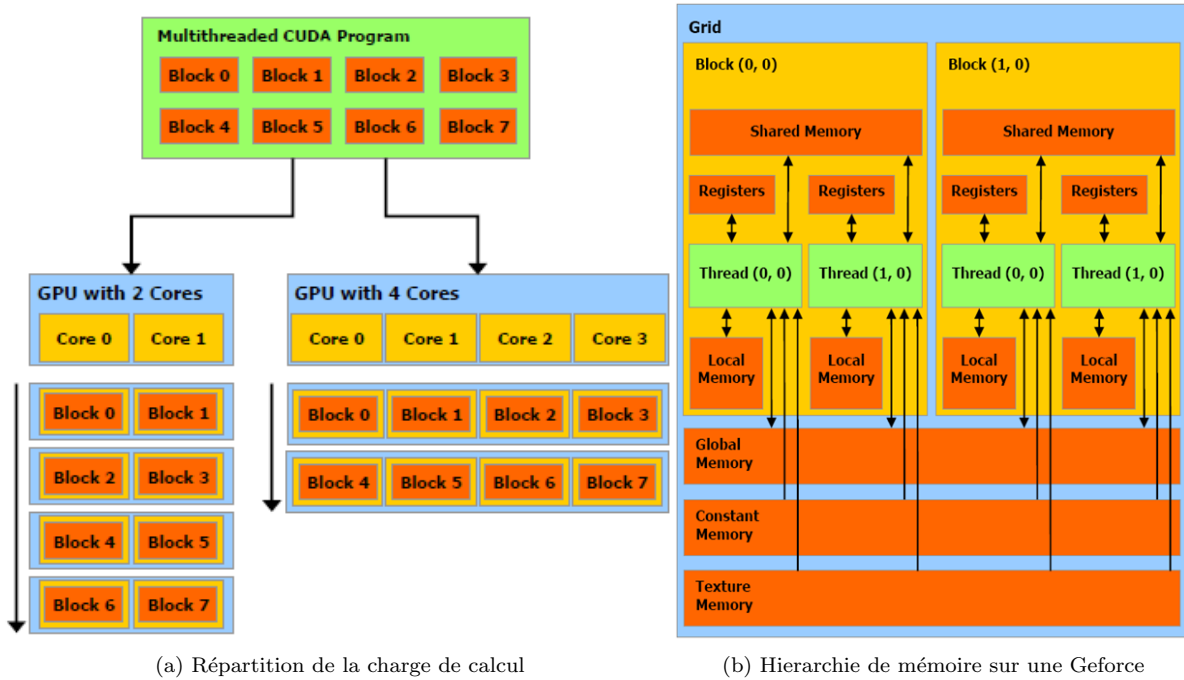 Multithreaded CUDA Program
Block 0 Block 1 Block 2 Block 3
Block 4 Block 5 Block 6 Block 7
GPU with 2 Cores
Core 0 Core 1
Block 0 Block 1
Block 2 Block 3
Block 4 Block 5
Block 6 Block 7
GPU with 4 Cores
Core 0 Core 1 Core 2 Core 3
Block 0 Block 1 Block 2 Block 3
Block 4 Block 5 Block 6 Block 7
(a) Répartition de la charge de calcul
Grid
Block (0, 0) Block (1, 0)
Shared Memory Shared Memory
Registers Registers Registers Registers
Thread (0, 0) Thread (1, 0) Thread (0, 0) Thread (1, 0)
Local Local Local Local
Memory Memory Memory Memory
Global
Memory
Constant
Memory
Texture
Memory
(b) Hierarchie de mémoire sur une Geforce